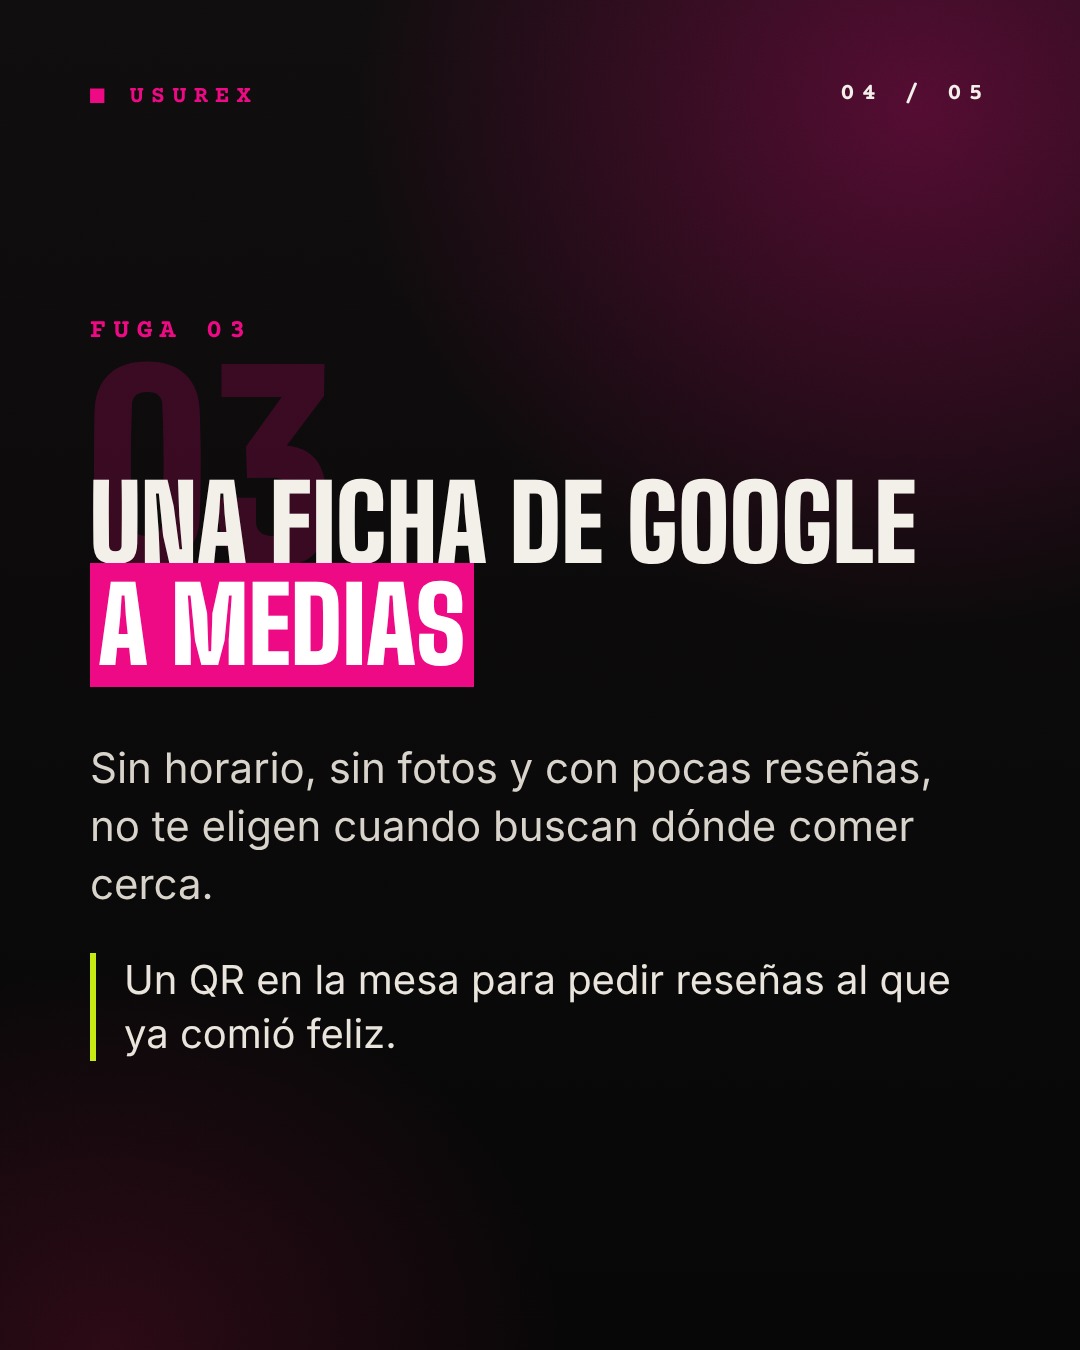 USUREX
04 / 05
FUGA 03
03
UNA FICHA DE GOOGLE
A MEDIAS
Sin horario, sin fotos y con pocas reseñas,
no te eligen cuando buscan dónde comer
cerca.
Un QR en la mesa para pedir reseñas al que
ya comió feliz.